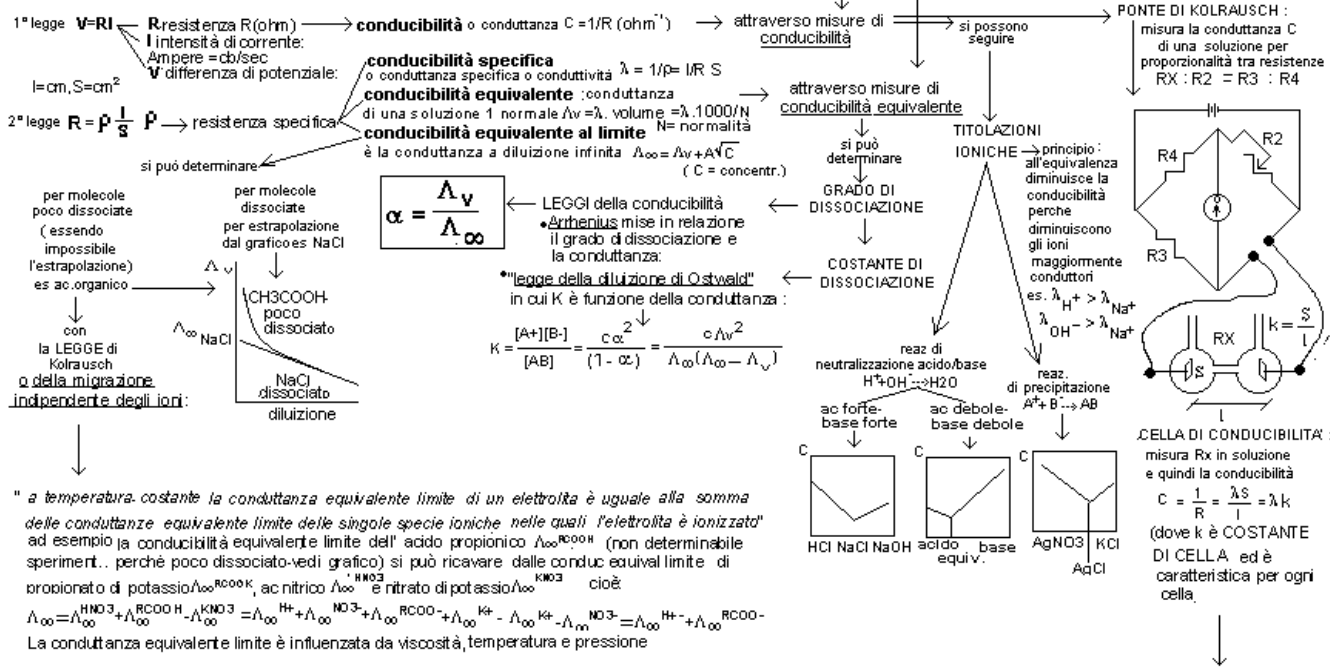 1° legge V=RI
R.resistenza R(ohm)
I intensità di corrente:
Ampere =cb/sec
V differenza di potenziale:
conducibilità o conduttanza C =1/R (ohm⁻¹)
attraverso misure di
conducibilità
si possono
seguire
PONTE DI KOLRAUSCH :
misura la conduttanza C
di una soluzione per
proporzionalità tra resistenze
RX : R2 = R3 : R4
l=cm, S=cm²
2° legge R = ρ l/S ρ
resistenza specifica
conducibilità specifica
o conduttanza specifica o conduttività λ = 1/ρ= l/R S
conducibilità equivalente :conduttanza
di una soluzione 1 normale Λv =λ. volume =λ.1000/N
N= normalità
conducibilità equivalente al limite
è la conduttanza a diluizione infinita Λ∞= Λv+A√C
( C = concentr.)
attraverso misure di
conducibilità equivalente
si può
determinare
GRADO DI
DISSOCIAZIONE
COSTANTE DI
DISSOCIAZIONE
TITOLAZIONI
IONICHE
principio :
all'equivalenza
diminuisce la
conducibilità
perche
diminuiscono
gli ioni
maggiormente
conduttori
es. λH⁺ > λNa⁺
λOH⁻ > λNa⁺
si può determinare
per molecole
poco dissociate
( essendo
impossibile
l'estrapolazione)
es ac.organico
per molecole
dissociate
per estrapolazione
dal grafico es NaCl
α = Λv / Λ∞
LEGGI della conducibilità
•Arrhenius mise in relazione
il grado di dissociazione e
la conduttanza:
•"legge della diluizione di Ostwald"
in cui K è funzione della conduttanza :
K = [A+][B-] / [AB] = cα² / (1 - α) = cΛv² / Λ∞(Λ∞ − Λv)
con
la LEGGE di
Kolrausch
o della migrazione
indipendente degli ioni:
Λv
Λ∞ NaCl
CH3COOH-
poco
dissociato
NaCl
dissociato
diluizione
R4
R2
R3
RX
k= S/l
S
l
reaz di
neutralizzazione acido/base
H⁺+OH⁻-->H2O
reaz.
di precipitazione
A⁺+ B⁻--> AB
ac forte-
base forte
ac debole-
base debole
C
HCl NaCl NaOH
C
acido base
equiv.
C
AgNO3 KCl
AgCl
CELLA DI CONDUCIBILITA' :
misura Rx in soluzione
e quindi la conducibilità
C = 1/R = λS/l = λk
(dove k è COSTANTE
DI CELLA ed è
caratteristica per ogni
cella
" a temperatura costante la conduttanza equivalente limite di un elettrolita è uguale alla somma
delle conduttanze equivalente limite delle singole specie ioniche nelle quali l'elettrolita è ionizzato"
ad esempio la conducibilità equivalente limite dell' acido propionico Λ∞RCOOH (non determinabile
speriment.. perchè poco dissociato-vedi grafico) si può ricavare dalle conduc equival limite di
propionato di potassioΛ∞RCOOK, ac nitrico Λ∞HNO3 e nitrato di potassioΛ∞KNO3 cioè:
Λ∞=Λ∞HNO3+Λ∞RCOOH-Λ∞KNO3 =Λ∞H+ +Λ∞NO3-+Λ∞RCOO-+Λ∞K+ - Λ∞K+-Λ∞NO3-=Λ∞H+ -+Λ∞RCOO-
La conduttanza equivalente limite è influenzata da viscosità, temperatura e pressione